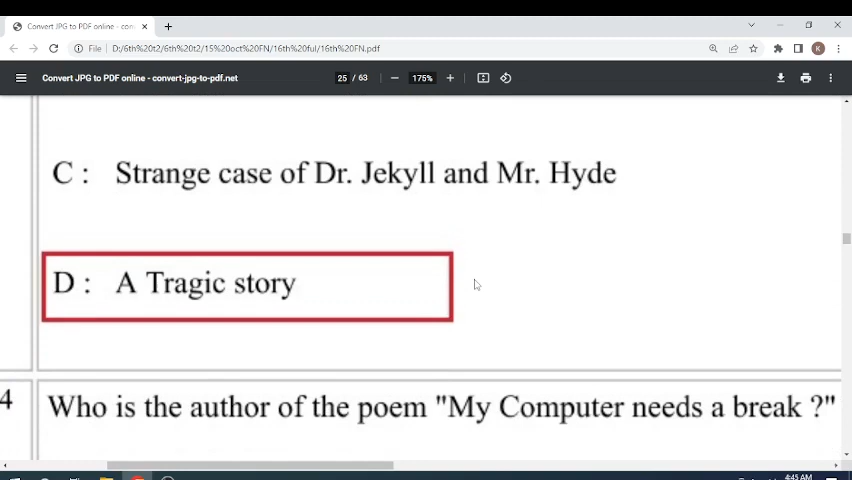 Convert JPG to PDF online - con
File D:/6th%20t2/6th%20t2/15%20oct%20FN/16th%20ful/16th%20FN.pdf
K
Convert JPG to PDF online - convert-jpg-to-pdf.net
25 / 63
175%
C : Strange case of Dr. Jekyll and Mr. Hyde
D : A Tragic story
4 Who is the author of the poem "My Computer needs a break ?"
4:45 AM